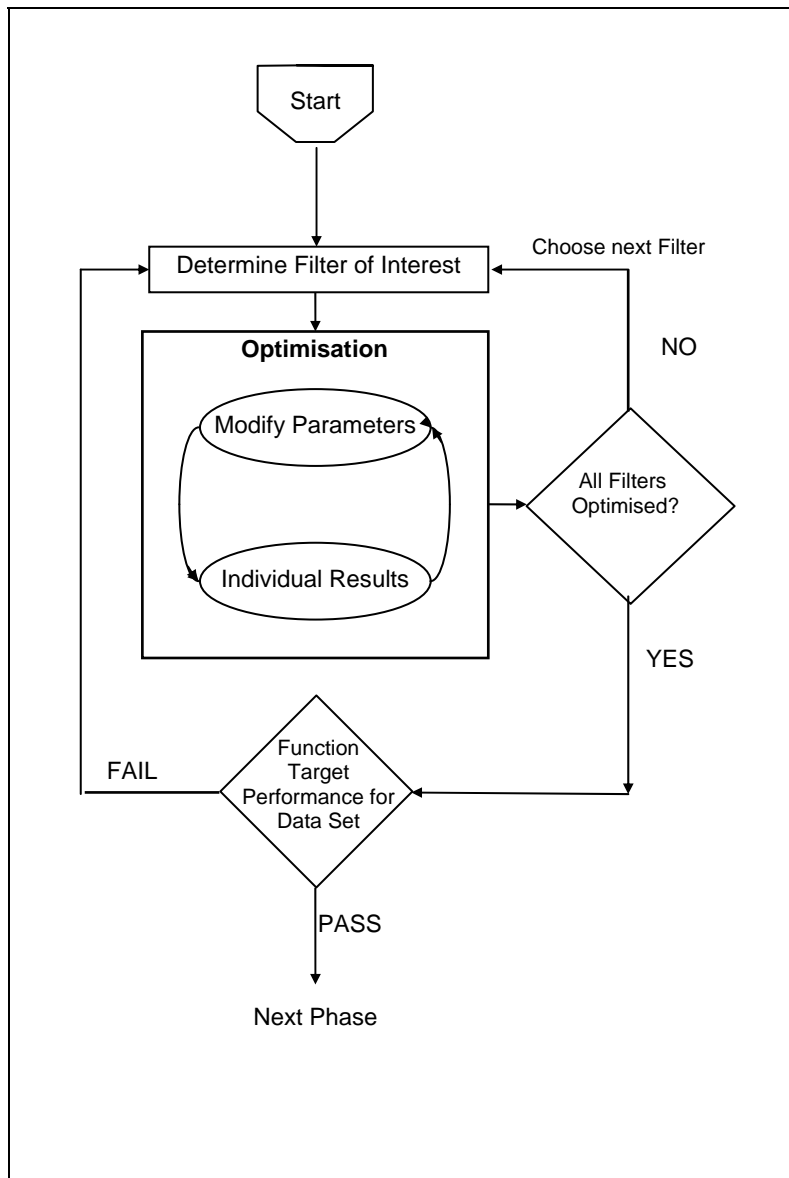 Start
Choose next Filter
Determine Filter of Interest
NO
Optimisation
Modify Parameters
All Filters
Optimised?
Individual Results
YES
Function
Target
Performance for
Data Set
FAIL
PASS
Next Phase